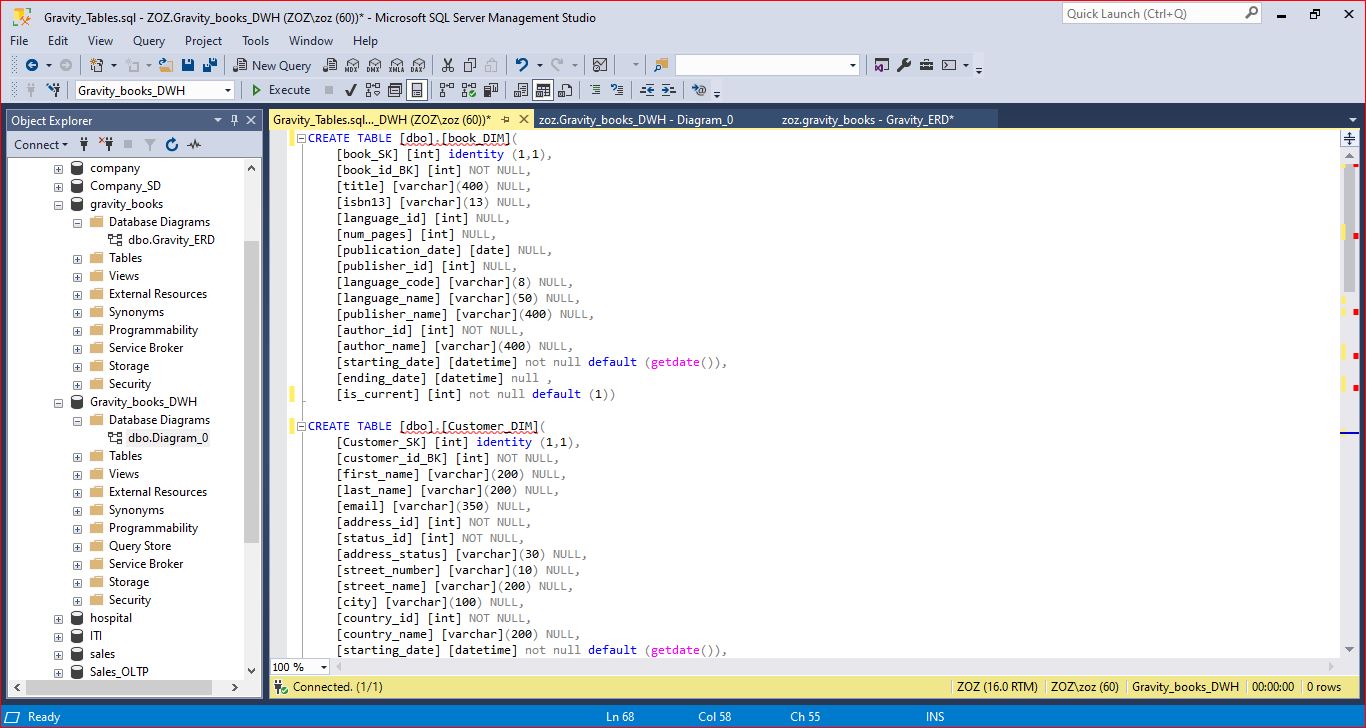 Gravity_Tables.sql - ZOZ.Gravity_books_DWH (ZOZ\zoz (60))* - Microsoft SQL Server Management Studio
Quick Launch (Ctrl+Q)
File Edit View Query Project Tools Window Help
New Query MDX DMX XMLA DAX
Gravity_books_DWH Execute
Object Explorer
Connect
company
Company_SD
gravity_books
Database Diagrams
dbo.Gravity_ERD
Tables
Views
External Resources
Synonyms
Programmability
Service Broker
Storage
Security
Gravity_books_DWH
Database Diagrams
dbo.Diagram_0
Tables
Views
External Resources
Synonyms
Programmability
Query Store
Service Broker
Storage
Security
hospital
ITI
sales
Sales_OLTP
Gravity_Tables.sql..._DWH (ZOZ\zoz (60))* zoz.Gravity_books_DWH - Diagram_0 zoz.gravity_books - Gravity_ERD*
CREATE TABLE [dbo].[book_DIM](
[book_SK] [int] identity (1,1),
[book_id_BK] [int] NOT NULL,
[title] [varchar](400) NULL,
[isbn13] [varchar](13) NULL,
[language_id] [int] NULL,
[num_pages] [int] NULL,
[publication_date] [date] NULL,
[publisher_id] [int] NULL,
[language_code] [varchar](8) NULL,
[language_name] [varchar](50) NULL,
[publisher_name] [varchar](400) NULL,
[author_id] [int] NOT NULL,
[author_name] [varchar](400) NULL,
[starting_date] [datetime] not null default (getdate()),
[ending_date] [datetime] null ,
[is_current] [int] not null default (1))
CREATE TABLE [dbo].[Customer_DIM](
[Customer_SK] [int] identity (1,1),
[customer_id_BK] [int] NOT NULL,
[first_name] [varchar](200) NULL,
[last_name] [varchar](200) NULL,
[email] [varchar](350) NULL,
[address_id] [int] NOT NULL,
[status_id] [int] NOT NULL,
[address_status] [varchar](30) NULL,
[street_number] [varchar](10) NULL,
[street_name] [varchar](200) NULL,
[city] [varchar](100) NULL,
[country_id] [int] NOT NULL,
[country_name] [varchar](200) NULL,
[starting_date] [datetime] not null default (getdate()),
100 %
Connected. (1/1) ZOZ (16.0 RTM) ZOZ\zoz (60) Gravity_books_DWH 00:00:00 0 rows
Ready Ln 68 Col 58 Ch 55 INS